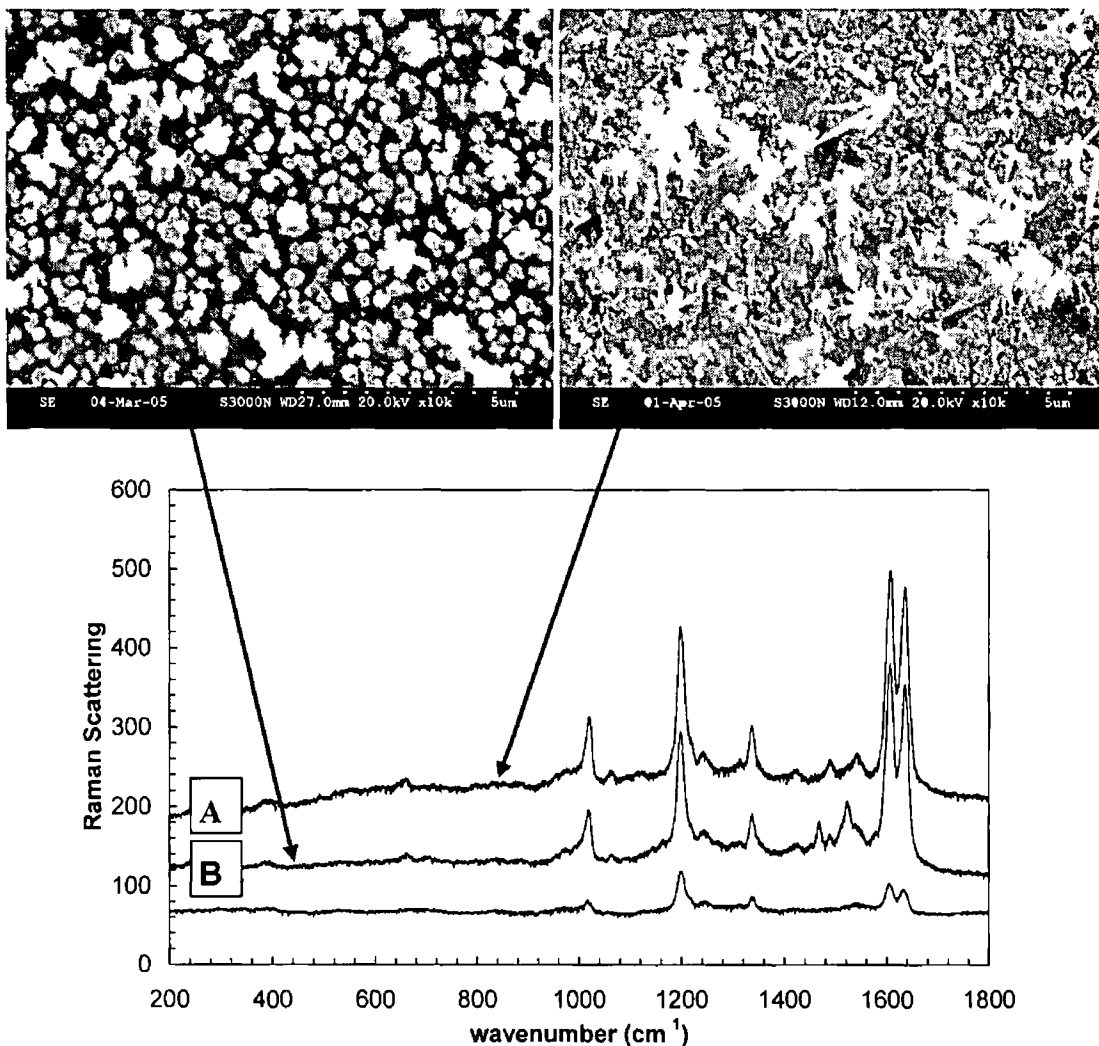 SE 04-Mar-05 S3000N WD27.0mm 20.0kV x10k 5um
SE 01-Apr-05 S3000N WD12.0mm 20.0kV x10k 5um
600
500
400
300
200
100
0
Raman Scattering
A
B
200 400 600 800 1000 1200 1400 1600 1800
wavenumber (cm⁻¹)